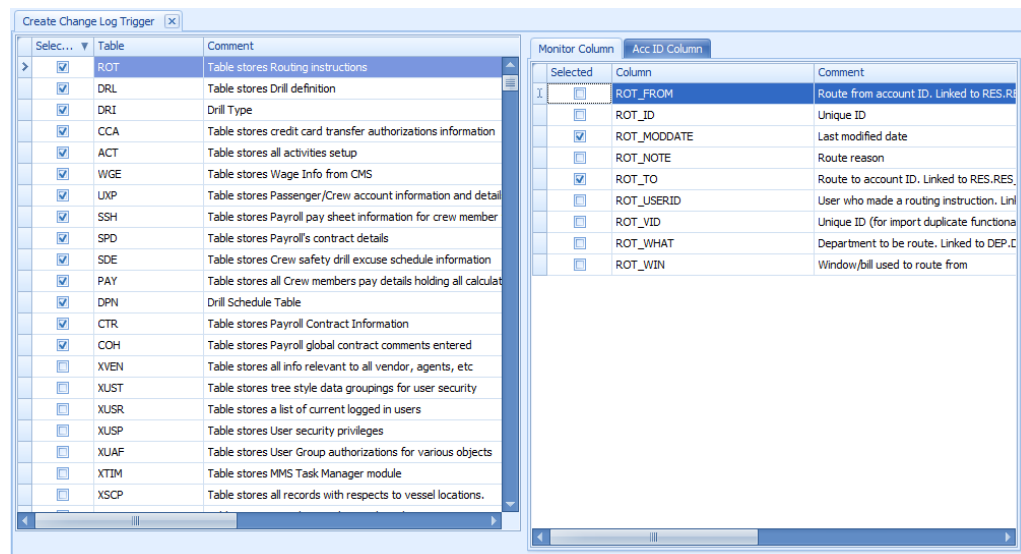 Create Change Log Trigger
Selec... Table Comment
ROT Table stores Routing instructions
DRL Table stores Drill definition
DRI Drill Type
CCA Table stores credit card transfer authorizations information
ACT Table stores all activities setup
WGE Table stores Wage Info from CMS
UXP Table stores Passenger/Crew account information and detail
SSH Table stores Payroll pay sheet information for crew member
SPD Table stores Payroll's contract details
SDE Table stores Crew safety drill excuse schedule information
PAY Table stores all Crew members pay details holding all calculat
DPN Drill Schedule Table
CTR Table stores Payroll Contract Information
COH Table stores Payroll global contract comments entered
XVEN Table stores all info relevant to all vendor, agents, etc
XUST Table stores tree style data groupings for user security
XUSR Table stores a list of current logged in users
XUSP Table stores User security privileges
XUAF Table stores User Group authorizations for various objects
XTIM Table stores MMS Task Manager module
XSCP Table stores all records with respects to vessel locations.
Monitor Column Acc ID Column
Selected Column Comment
ROT_FROM Route from account ID. Linked to RES.RE
ROT_ID Unique ID
ROT_MODDATE Last modified date
ROT_NOTE Route reason
ROT_TO Route to account ID. Linked to RES.RES_
ROT_USERID User who made a routing instruction. Lin
ROT_VID Unique ID (for import duplicate functiona
ROT_WHAT Department to be route. Linked to DEP.D
ROT_WIN Window/bill used to route from